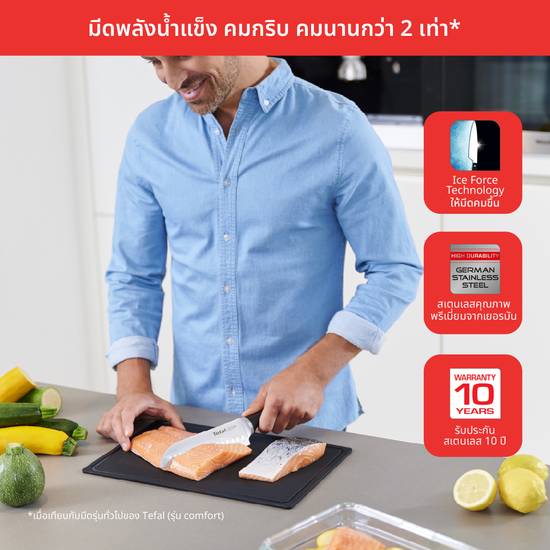 มีดพลังน้ำแข็ง คมกริบ คมนานกว่า 2 เท่า*
Ice Force
Technology
ให้มีดคมขึ้น
HIGH DURABILITY
GERMAN
STAINLESS
STEEL
สเตนเลสคุณภาพ
พรีเมียมจากเยอรมัน
WARRANTY
10
YEARS
รับประกัน
สเตนเลส 10 ปี
Tefal
*เมื่อเทียบกับมีดรุ่นทั่วไปของ Tefal (รุ่น comfort)